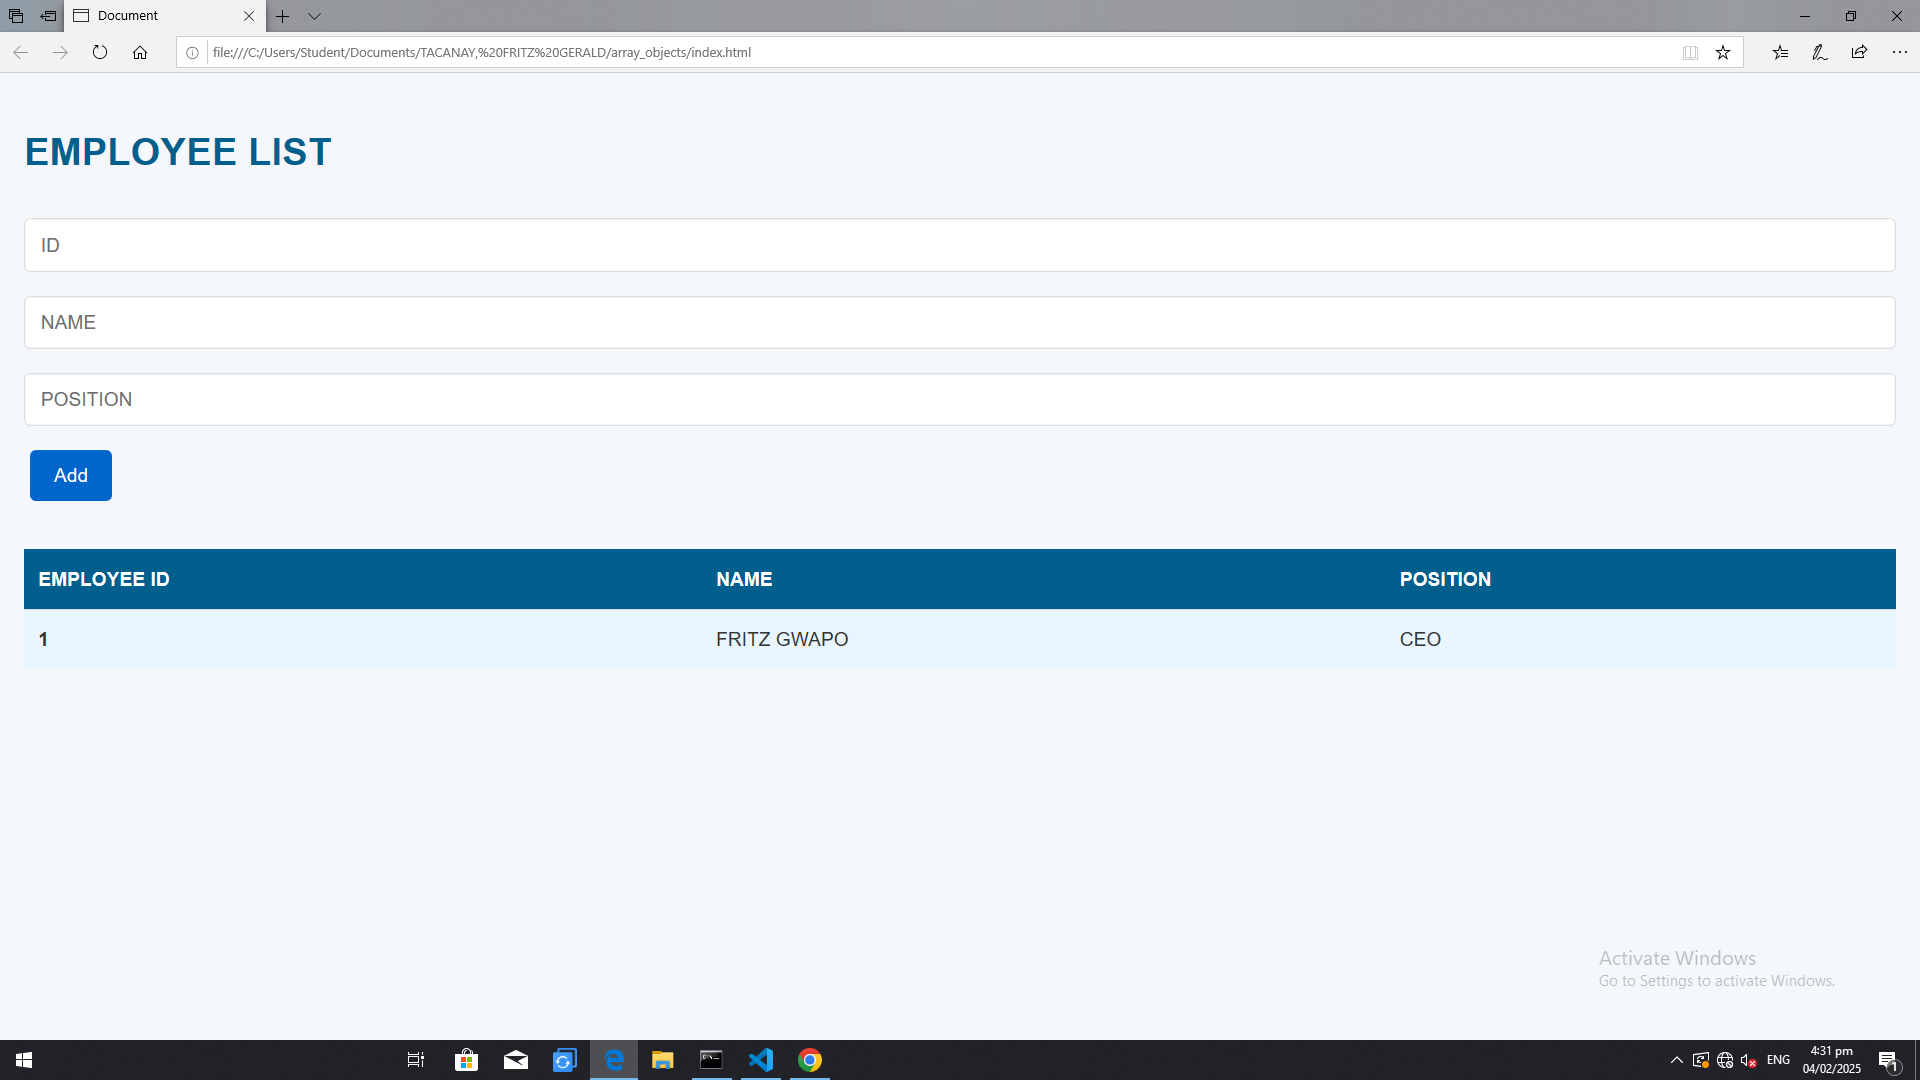 Document
file:///C:/Users/Student/Documents/TACANAY,%20FRITZ%20GERALD/array_objects/index.html
EMPLOYEE LIST
ID
NAME
POSITION
Add
EMPLOYEE ID NAME POSITION
1 FRITZ GWAPO CEO
Activate Windows
Go to Settings to activate Windows.
ENG
4:31 pm
04/02/2025
1